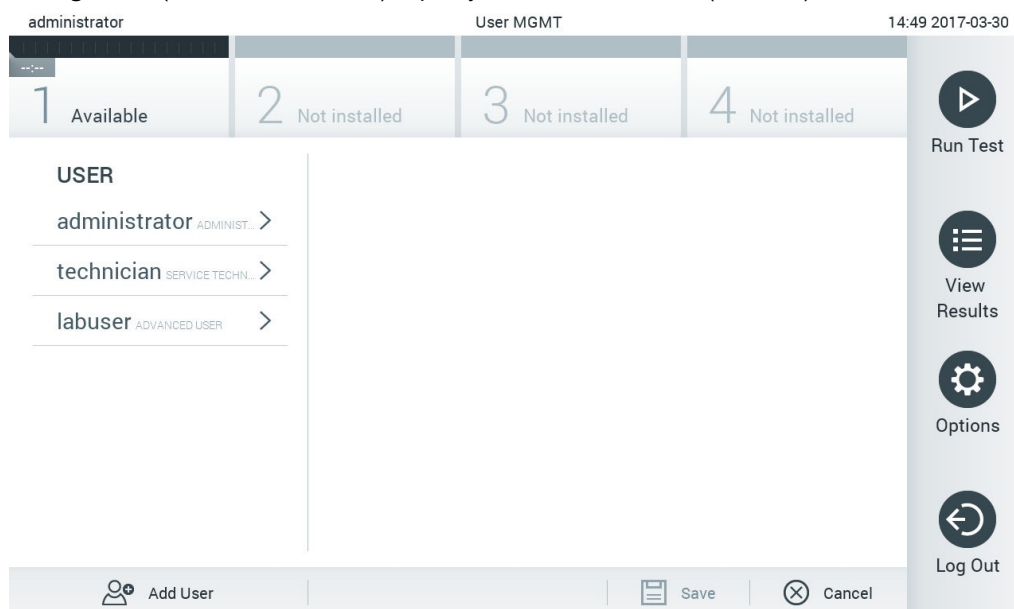 administrator User MGMT 14:49 2017-03-30
--:--
1 Available 2 Not installed 3 Not installed 4 Not installed
Run Test
USER
administrator ADMINIST...
technician SERVICE TECHN...
labuser ADVANCED USER
View
Results
Options
Log Out
Add User Save Cancel